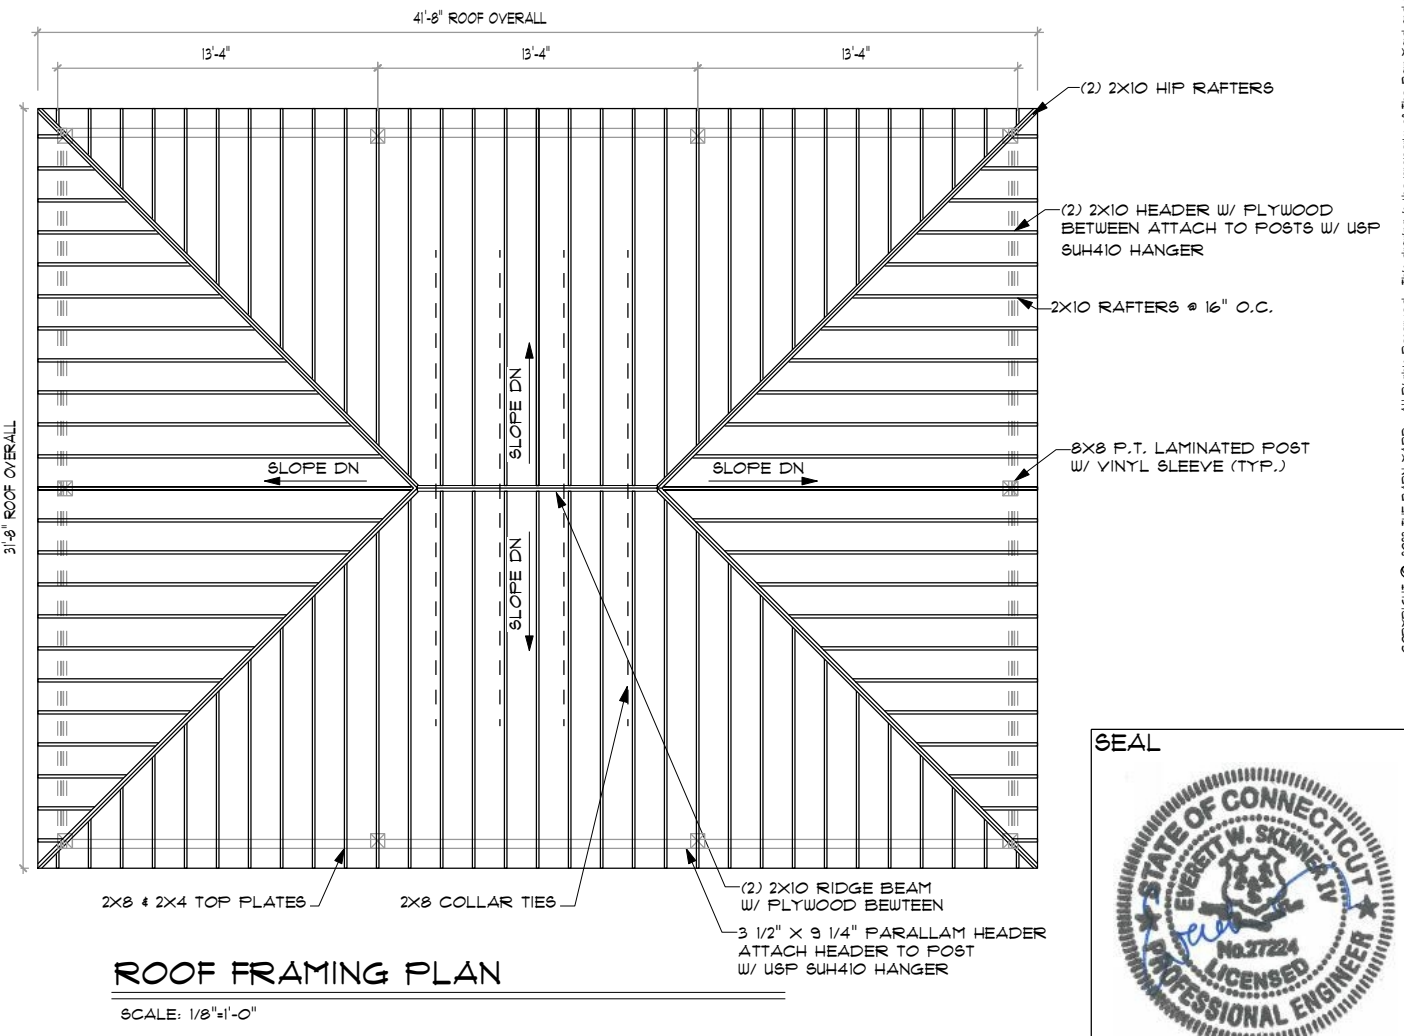 41'-8" ROOF OVERALL
13'-4"
13'-4"
13'-4"
(2) 2X10 HIP RAFTERS
(2) 2X10 HEADER W/ PLYWOOD
BETWEEN ATTACH TO POSTS W/ USP
SUH410 HANGER
2X10 RAFTERS @ 16" O.C.
31'-8" ROOF OVERALL
SLOPE DN
SLOPE DN
SLOPE DN
SLOPE DN
8X8 P.T. LAMINATED POST
W/ VINYL SLEEVE (TYP.)
2X8 & 2X4 TOP PLATES
2X8 COLLAR TIES
(2) 2X10 RIDGE BEAM
W/ PLYWOOD BEWTEEN
3 1/2" X 9 1/4" PARALLAM HEADER
ATTACH HEADER TO POST
W/ USP SUH410 HANGER
ROOF FRAMING PLAN
SCALE: 1/8"=1'-0"
SEAL
STATE OF CONNECTICUT
EVERETT W. SKINNER IV
No.27224
LICENSED
PROFESSIONAL ENGINEER